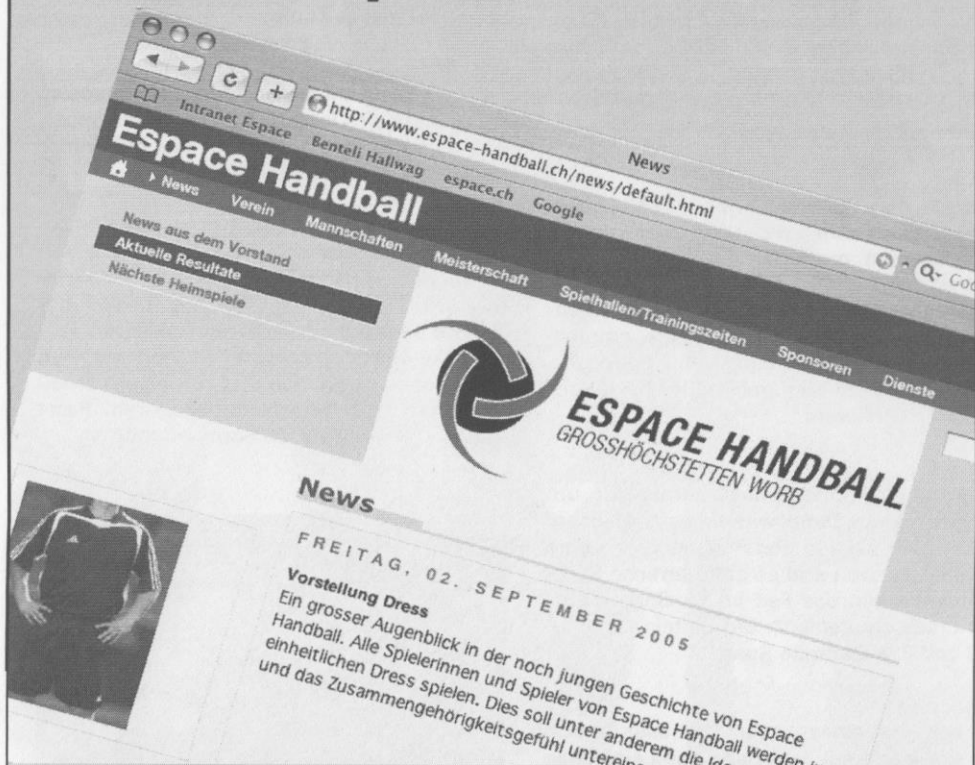 News
http://www.espace-handball.ch/news/default.html
Intranet Espace Benteli Hallwag espace.ch Google
Espace Handball
News Verein Mannschaften Meisterschaft Spielhallen/Trainingszeiten Sponsoren Dienste
News aus dem Vorstand
Aktuelle Resultate
Nächste Heimspiele
ESPACE HANDBALL
GROSSHÖCHSTETTEN WORB
News
FREITAG, 02. SEPTEMBER 2005
Vorstellung Dress
Ein grosser Augenblick in der noch jungen Geschichte von Espace
Handball. Alle Spielerinnen und Spieler von Espace Handball werden
einheitlichen Dress spielen. Dies soll unter anderem die
und das Zusammengehörigkeitsgefühl